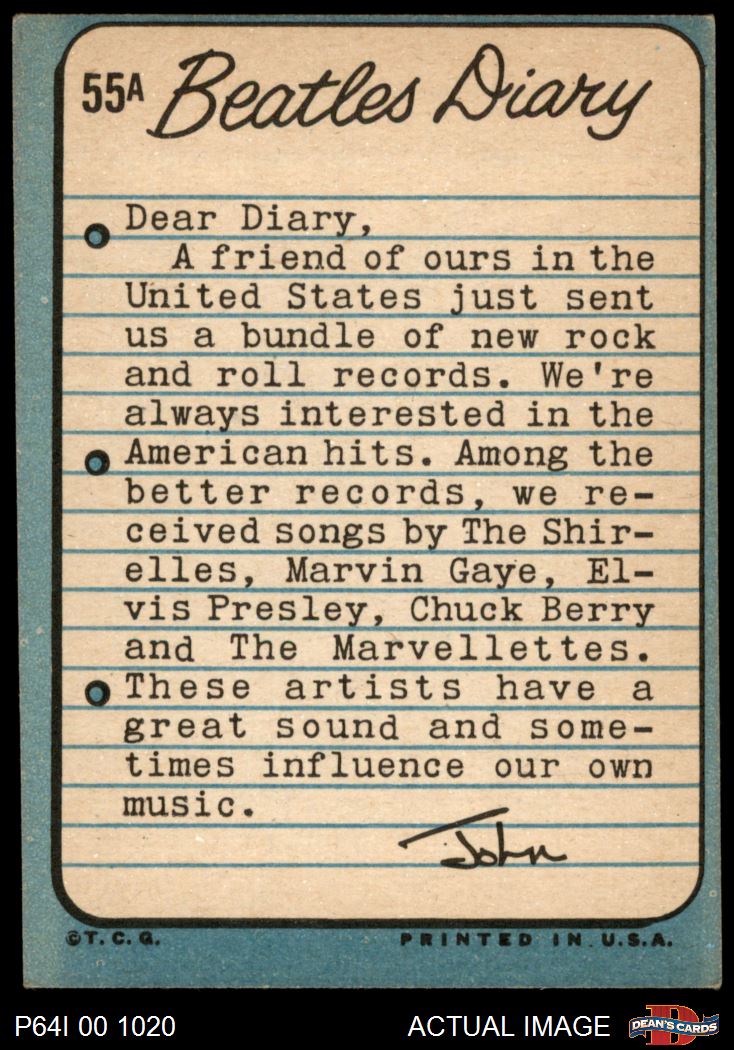 55A Beatles Diary
Dear Diary,
A friend of ours in the
United States just sent
us a bundle of new rock
and roll records. We're
always interested in the
American hits. Among the
better records, we re-
ceived songs by The Shir-
elles, Marvin Gaye, El-
vis Presley, Chuck Berry
and The Marvellettes.
These artists have a
great sound and some-
times influence our own
music.
John
©T.C.G. PRINTED IN U.S.A.
P64I 00 1020 ACTUAL IMAGE DEAN'S CARDS